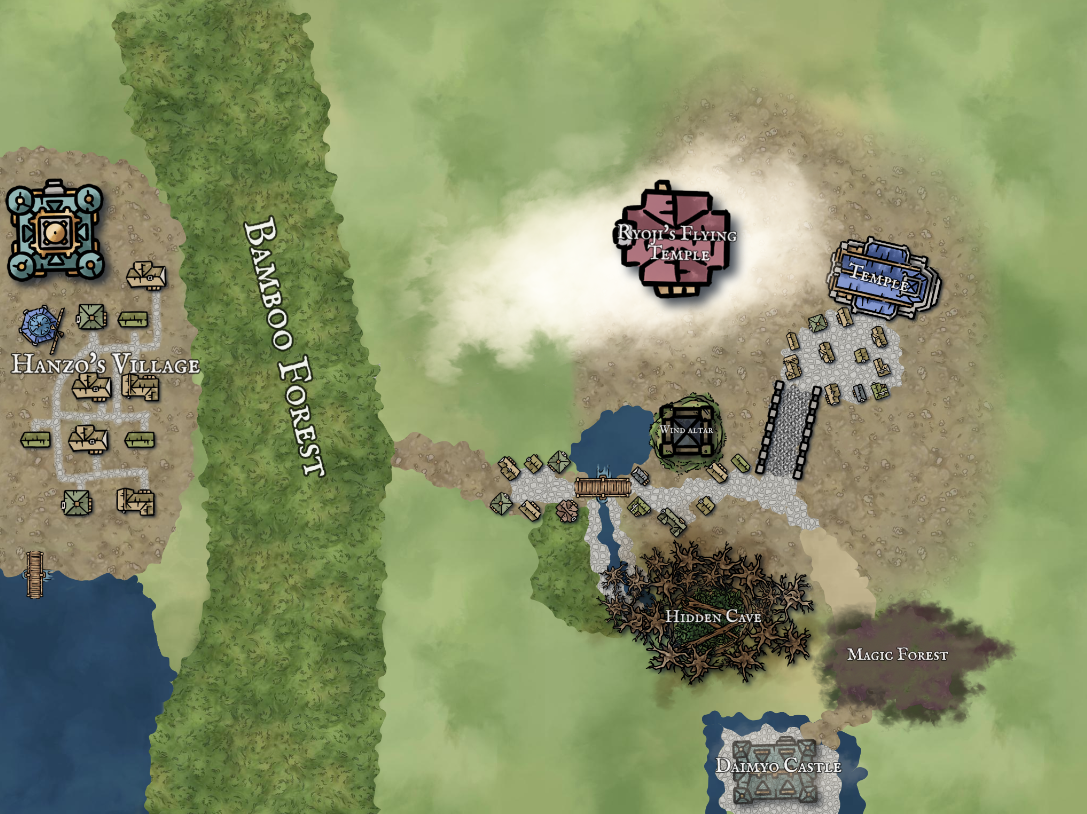 Ryoji's Flying
Temple
Temple
Hanzo's Village
Bamboo Forest
Wind altar
Hidden Cave
Magic Forest
Daimyo Castle